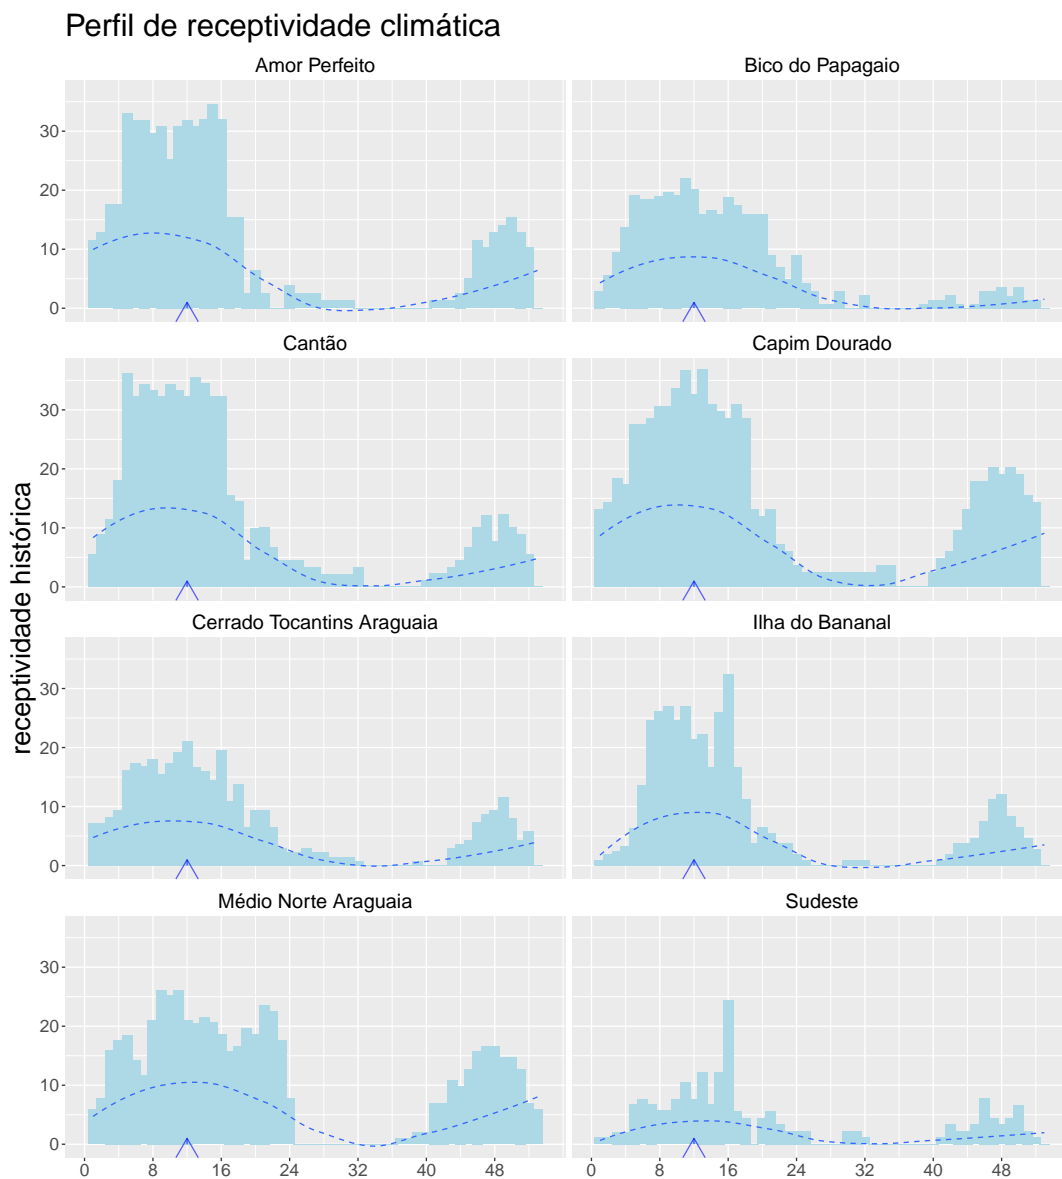 Perfil de receptividade climática
Amor Perfeito
Bico do Papagaio
30
20
10
0
Cantão
Capim Dourado
30
20
10
0
receptividade histórica
Cerrado Tocantins Araguaia
Ilha do Bananal
30
20
10
0
Médio Norte Araguaia
Sudeste
30
20
10
0
0 8 16 24 32 40 48
0 8 16 24 32 40 48